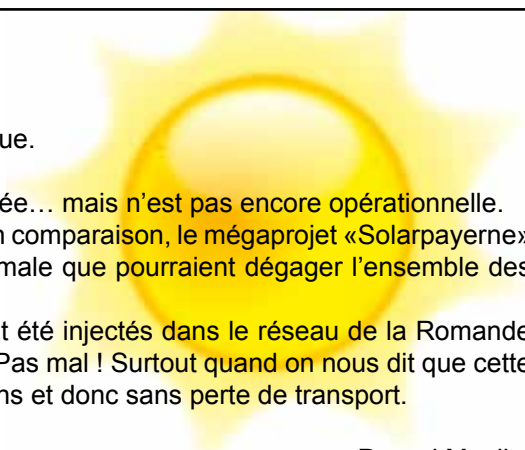 ue.
ée… mais n’est pas encore opérationnelle.
n comparaison, le mégaprojet «Solarpayerne»
male que pourraient dégager l’ensemble des
t été injectés dans le réseau de la Romande
Pas mal ! Surtout quand on nous dit que cette
ns et donc sans perte de transport.